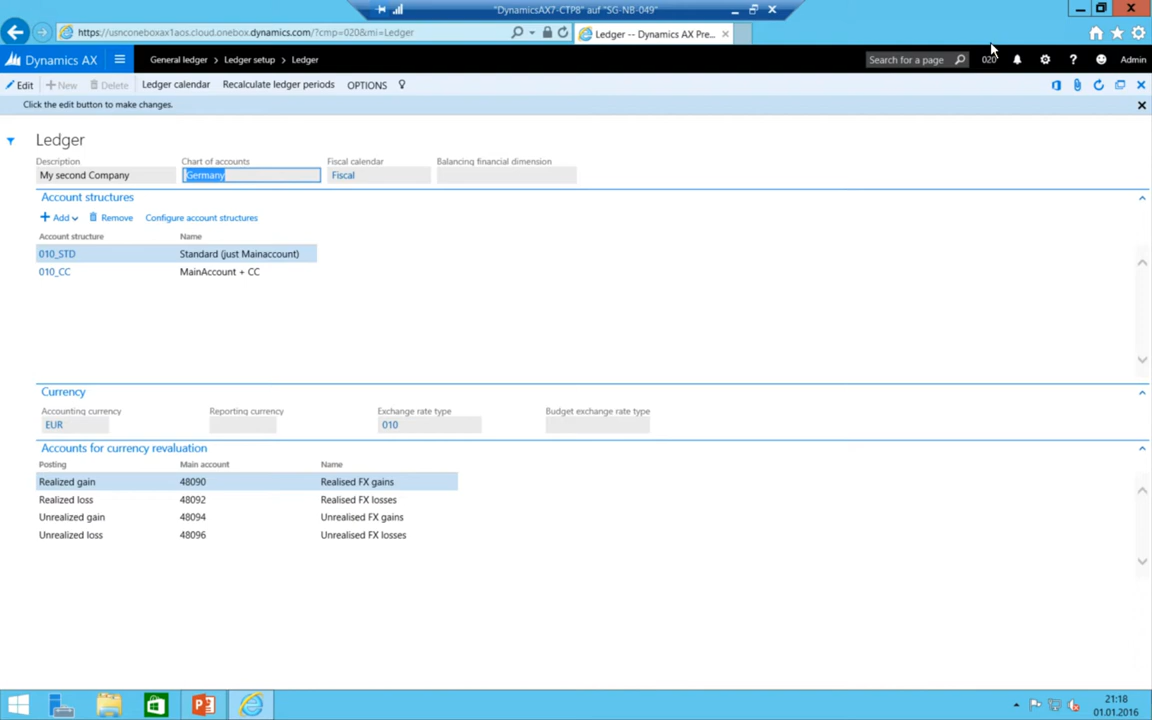 "DynamicsAX7-CTP8" auf "SG-NB-049"
https://usnconeboxax1aos.cloud.onebox.dynamics.com/?cmp=020&mi=Ledger
Ledger -- Dynamics AX Pre...
Dynamics AX
General ledger > Ledger setup > Ledger
Search for a page
020
Admin
Edit
New
Delete
Ledger calendar
Recalculate ledger periods
OPTIONS
Click the edit button to make changes.
Ledger
Description Chart of accounts Fiscal calendar Balancing financial dimension
My second Company Germany Fiscal
Account structures
Add Remove Configure account structures
Account structure Name
010_STD Standard (just Mainaccount)
010_CC MainAccount + CC
Currency
Accounting currency Reporting currency Exchange rate type Budget exchange rate type
EUR 010
Accounts for currency revaluation
Posting Main account Name
Realized gain 48090 Realised FX gains
Realized loss 48092 Realised FX losses
Unrealized gain 48094 Unrealised FX gains
Unrealized loss 48096 Unrealised FX losses
21:18
01.01.2016